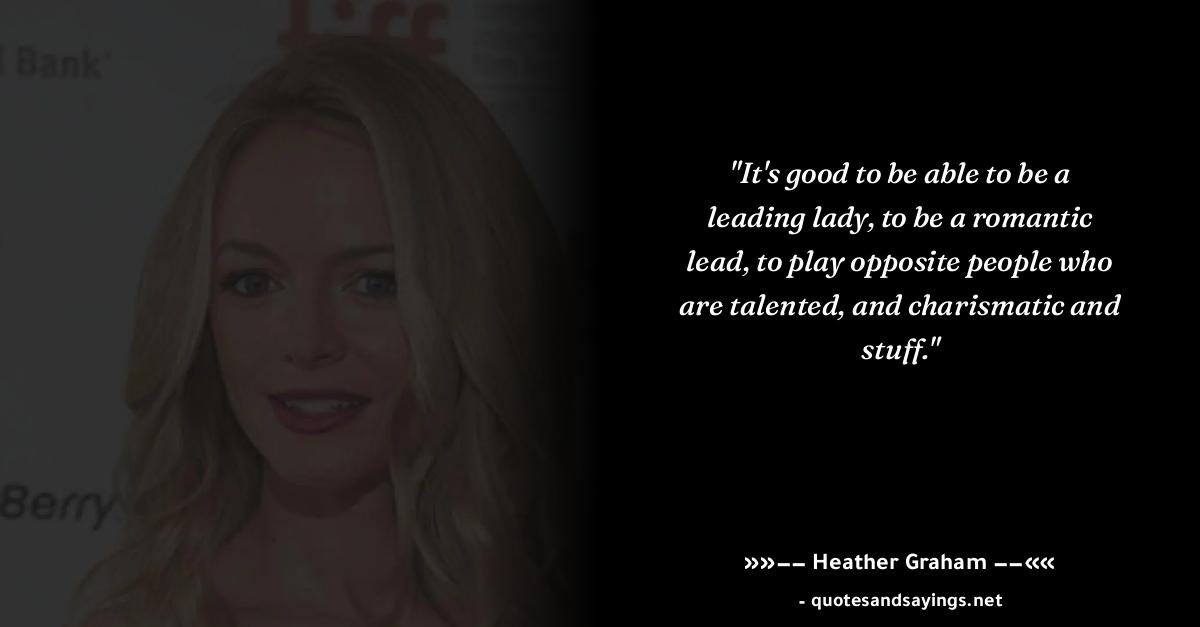 tiff
Bank
Berry
"It's good to be able to be a
leading lady, to be a romantic
lead, to play opposite people who
are talented, and charismatic and
stuff."
»»-- Heather Graham --««
- quotesandsayings.net